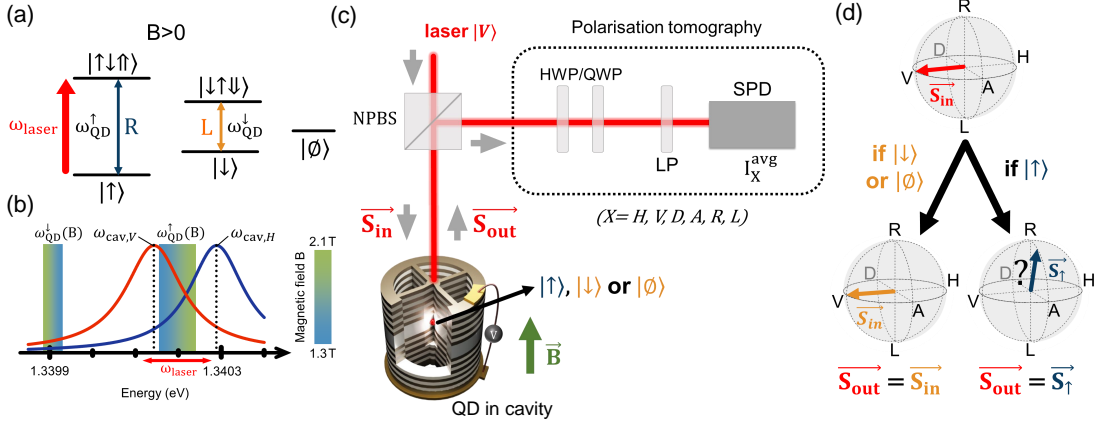 (a)
B>0
|↑↓⇑⟩
|↓↑⇓⟩
ω_laser
ω_QD^↑
R
L
ω_QD^↓
|↑⟩
|↓⟩
|∅⟩
(b)
ω_QD^↓(B)
ω_cav,V
ω_QD^↑(B)
ω_cav,H
2.1T
Magnetic field B
1.3T
1.3399
ω_laser
1.3403
Energy (eV)
(c)
laser |V⟩
Polarisation tomography
HWP/QWP
SPD
NPBS
LP
I_X^avg
(X= H, V, D, A, R, L)
S_in
S_out
|↑⟩, |↓⟩ or |∅⟩
V
B
QD in cavity
(d)
R
D
H
V
A
S_in
L
if |↓⟩
or |∅⟩
if |↑⟩
R
D
H
V
A
S_in
L
R
D
?
S_↑
H
V
A
L
S_out = S_in
S_out = S_↑